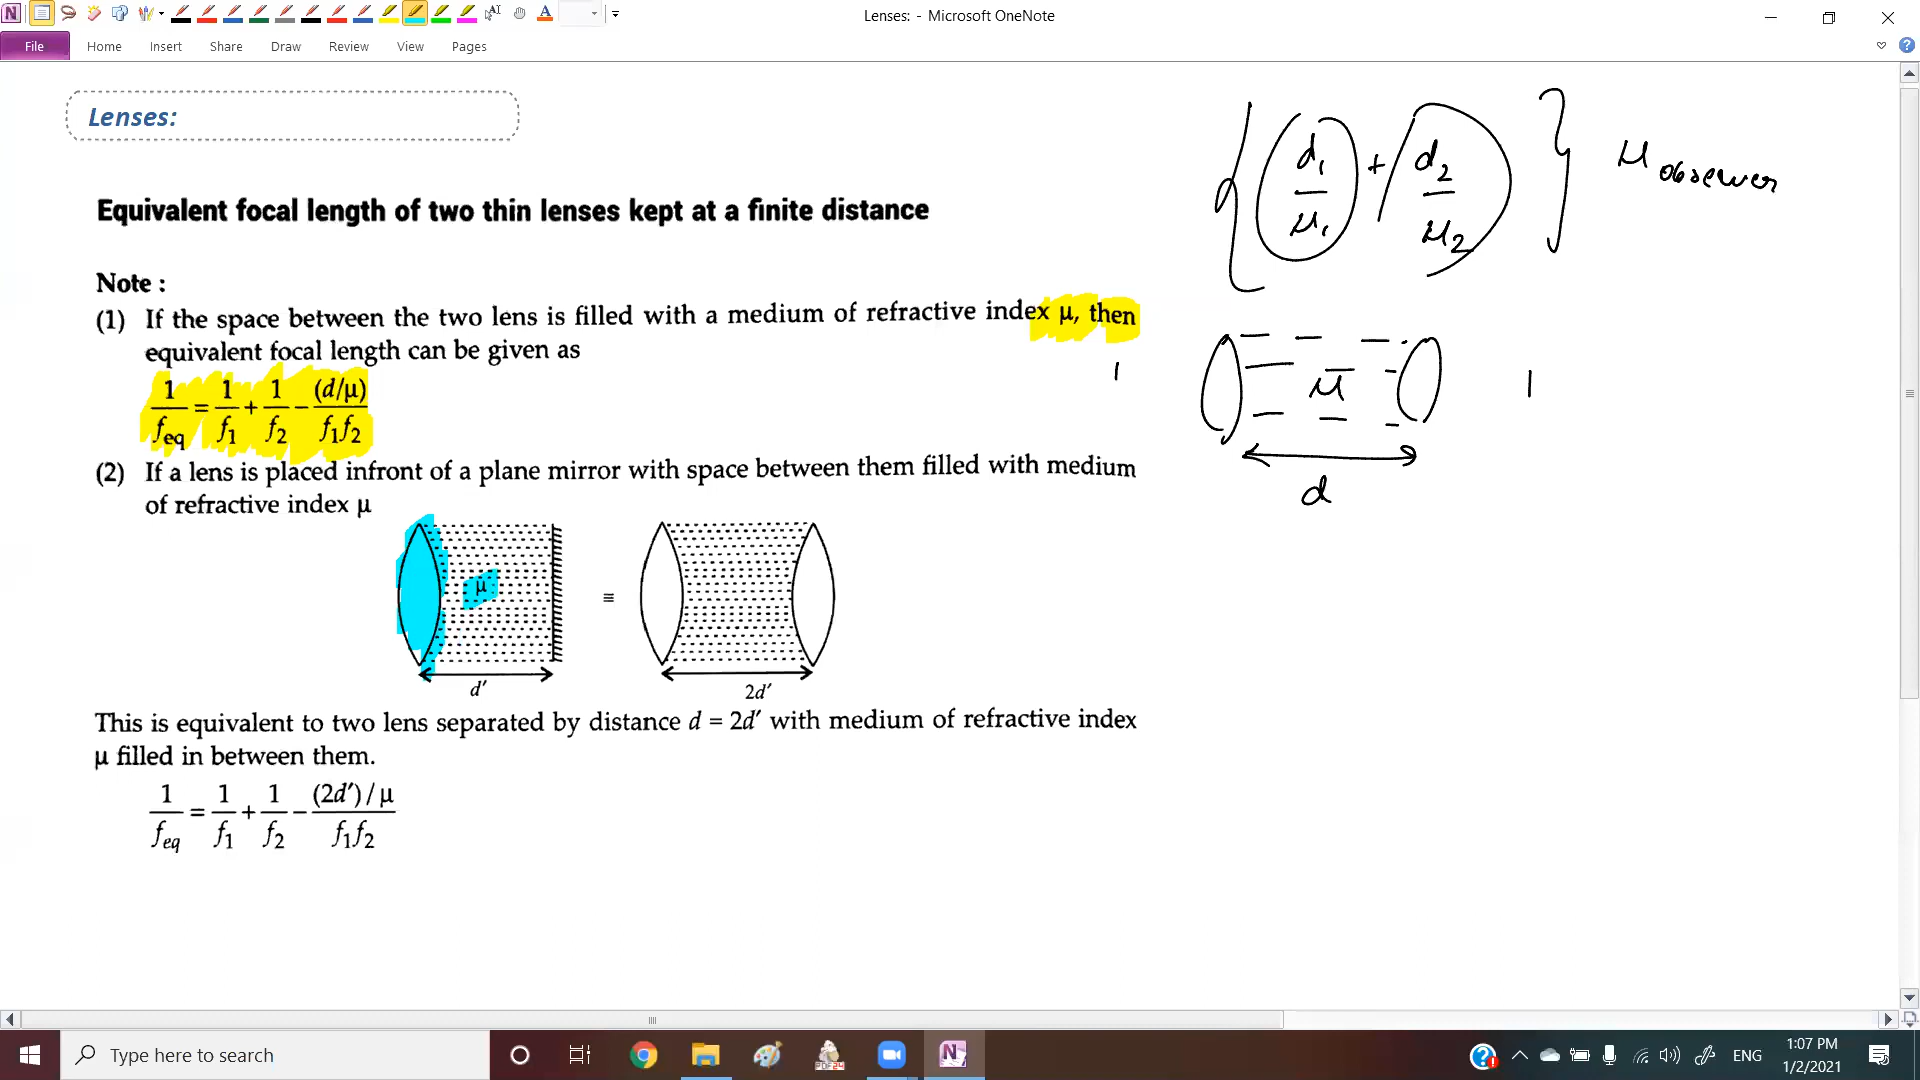 Lenses: - Microsoft OneNote
File Home Insert Share Draw Review View Pages
Lenses:
Equivalent focal length of two thin lenses kept at a finite distance
Note :
(1) If the space between the two lens is filled with a medium of refractive index μ, then
equivalent focal length can be given as
1/f_eq = 1/f_1 + 1/f_2 − (d/μ)/f_1f_2
(2) If a lens is placed infront of a plane mirror with space between them filled with medium
of refractive index μ
μ
≡
d′
2d′
This is equivalent to two lens separated by distance d = 2d′ with medium of refractive index
μ filled in between them.
1/f_eq = 1/f_1 + 1/f_2 − (2d′)/μ/f_1f_2
{ d_1/μ_1 + d_2/μ_2 } μ observer
1 μ 1
d
Type here to search
PDF24
ENG
1:07 PM
1/2/2021